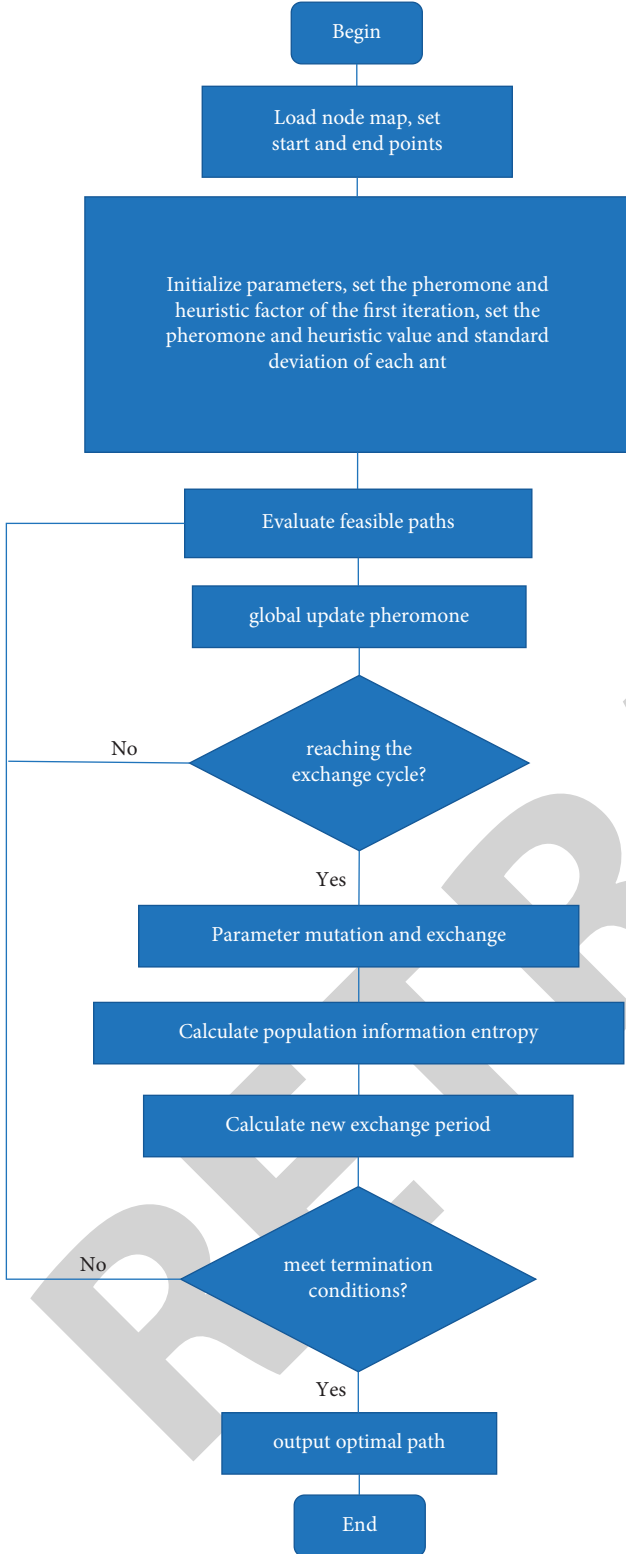 Begin
Load node map, set
start and end points
Initialize parameters, set the pheromone and
heuristic factor of the first iteration, set the
pheromone and heuristic value and standard
deviation of each ant
Evaluate feasible paths
global update pheromone
No
reaching the
exchange cycle?
Yes
Parameter mutation and exchange
Calculate population information entropy
Calculate new exchange period
No
meet termination
conditions?
Yes
output optimal path
End